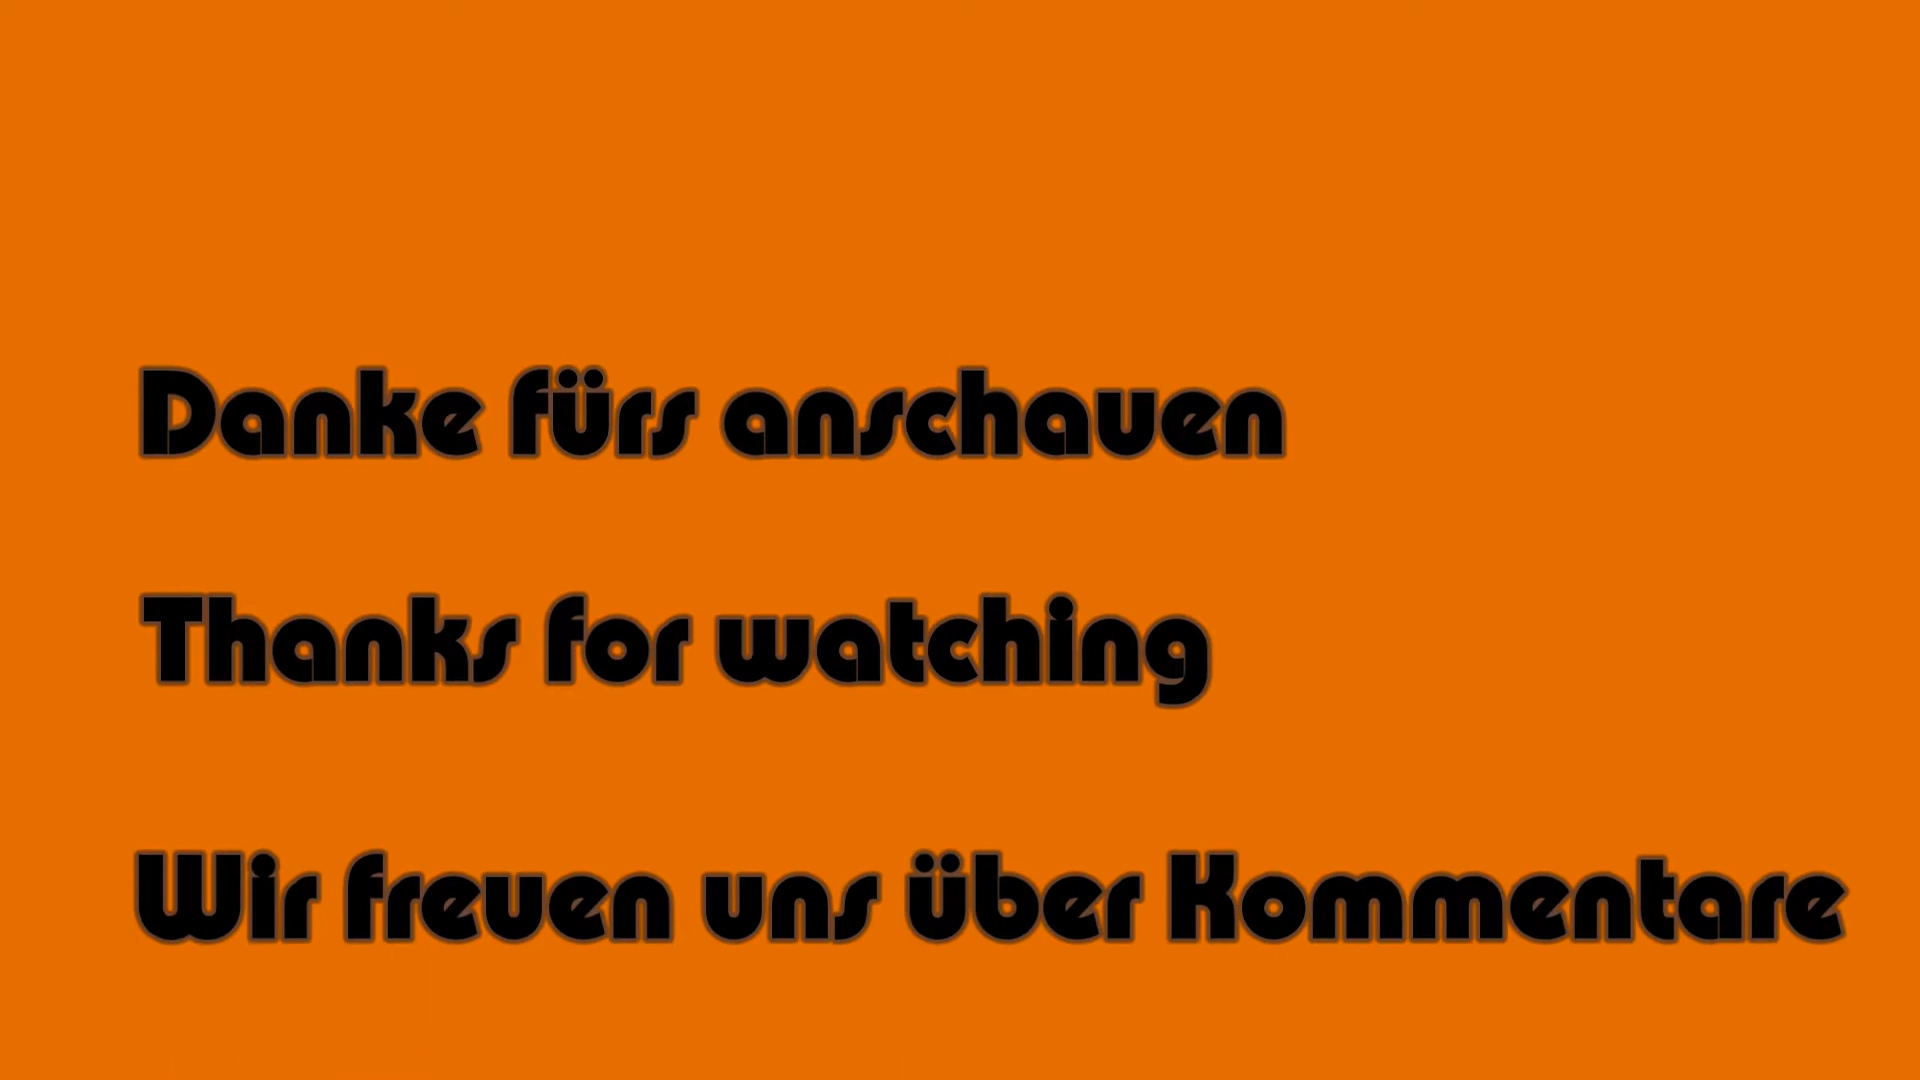 Danke fürs anschauen
Thanks for watching
Wir freuen uns über Kommentare